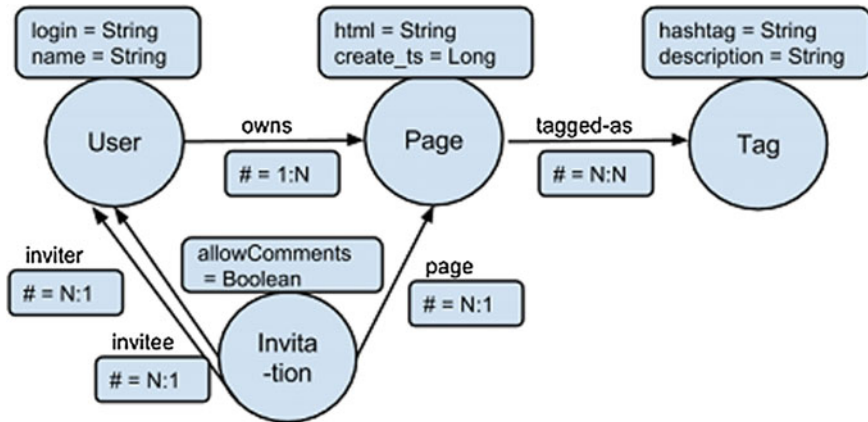 login = String
name = String
html = String
create_ts = Long
hashtag = String
description = String
User
owns
# = 1:N
Page
tagged-as
# = N:N
Tag
inviter
# = N:1
allowComments
= Boolean
page
# = N:1
invitee
# = N:1
Invita
-tion